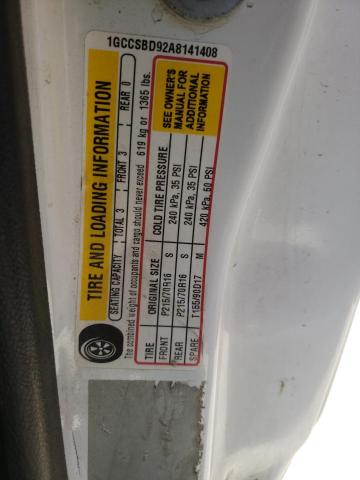 1GCCSBD92A8141408
TIRE AND LOADING INFORMATION
SEATING CAPACITY TOTAL 3 FRONT 3 REAR 0
The combined weight of occupants and cargo should never exceed 619 kg or 1365 lbs.
TIRE ORIGINAL SIZE COLD TIRE PRESSURE
FRONT P215/70R16 S 240 kPa, 35 PSI
REAR P215/70R16 S 240 kPa, 35 PSI
SPARE T155/90D17 M 420 kPa, 60 PSI
SEE OWNER'S
MANUAL FOR
ADDITIONAL
INFORMATION